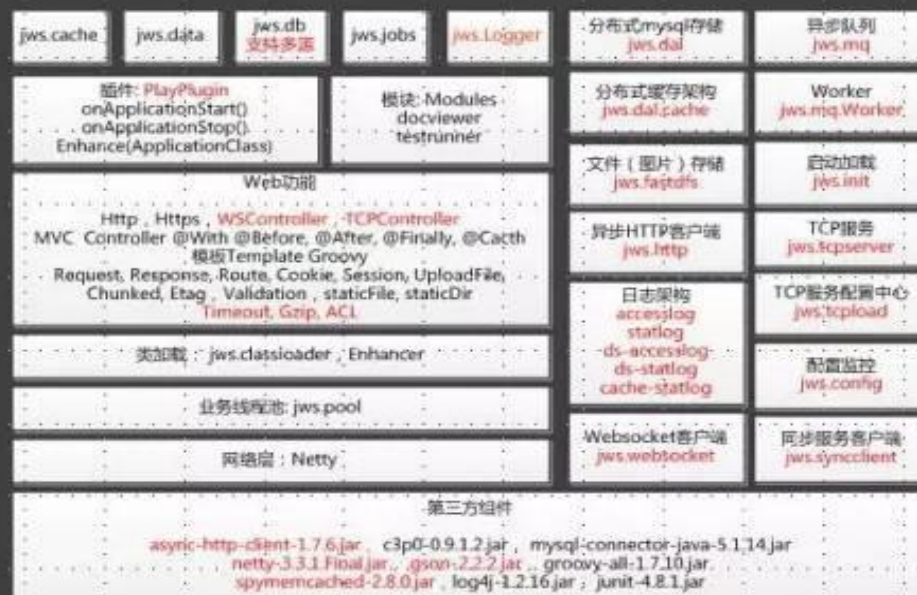 jws.cache
jws.data
jws.db
支持多源
jws.jobs
jws.Logger
分布式mysql存储
jws.dal
异步队列
jws.mq
插件: PlayPlugin
onApplicationStart()
onApplicationStop()
Enhance(ApplicationClass)
模块: Modules
docviewer
testrunner
分布式缓存架构
jws.dal.cache
Worker
jws.mq.Worker
Web功能
Http , Https , WSController , TCPController
MVC Controller @With @Before, @After, @Finally, @Cacth
模板Template Groovy
Request, Response, Route, Cookie, Session, UploadFile,
Chunked, Etag , Validation , staticFile, staticDir
Timeout, Gzip, ACL
文件（图片）存储
jws.fastdfs
启动加载
jws.init
异步HTTP客户端
jws.http
TCP服务
jws.tcpserver
日志架构
accesslog
statlog
ds-accesslog
ds-statlog
cache-statlog
TCP服务配置中心
jws.tcpload
类加载：jws.classloader , Enhancer
配置监控
jws.config
业务线程池: jws.pool
网络层：Netty
Websocket客户端
jws.websocket
同步服务客户端
jws.syncclient
第三方组件
async-http-client-1.7.6.jar , c3p0-0.9.1.2.jar , mysql-connector-java-5.1.14.jar
netty-3.3.1.Final.jar, gson-2.2.2.jar , groovy-all-1.7.10.jar
spymemcached-2.8.0.jar , log4j-1.2.16.jar ; junit-4.8.1.jar